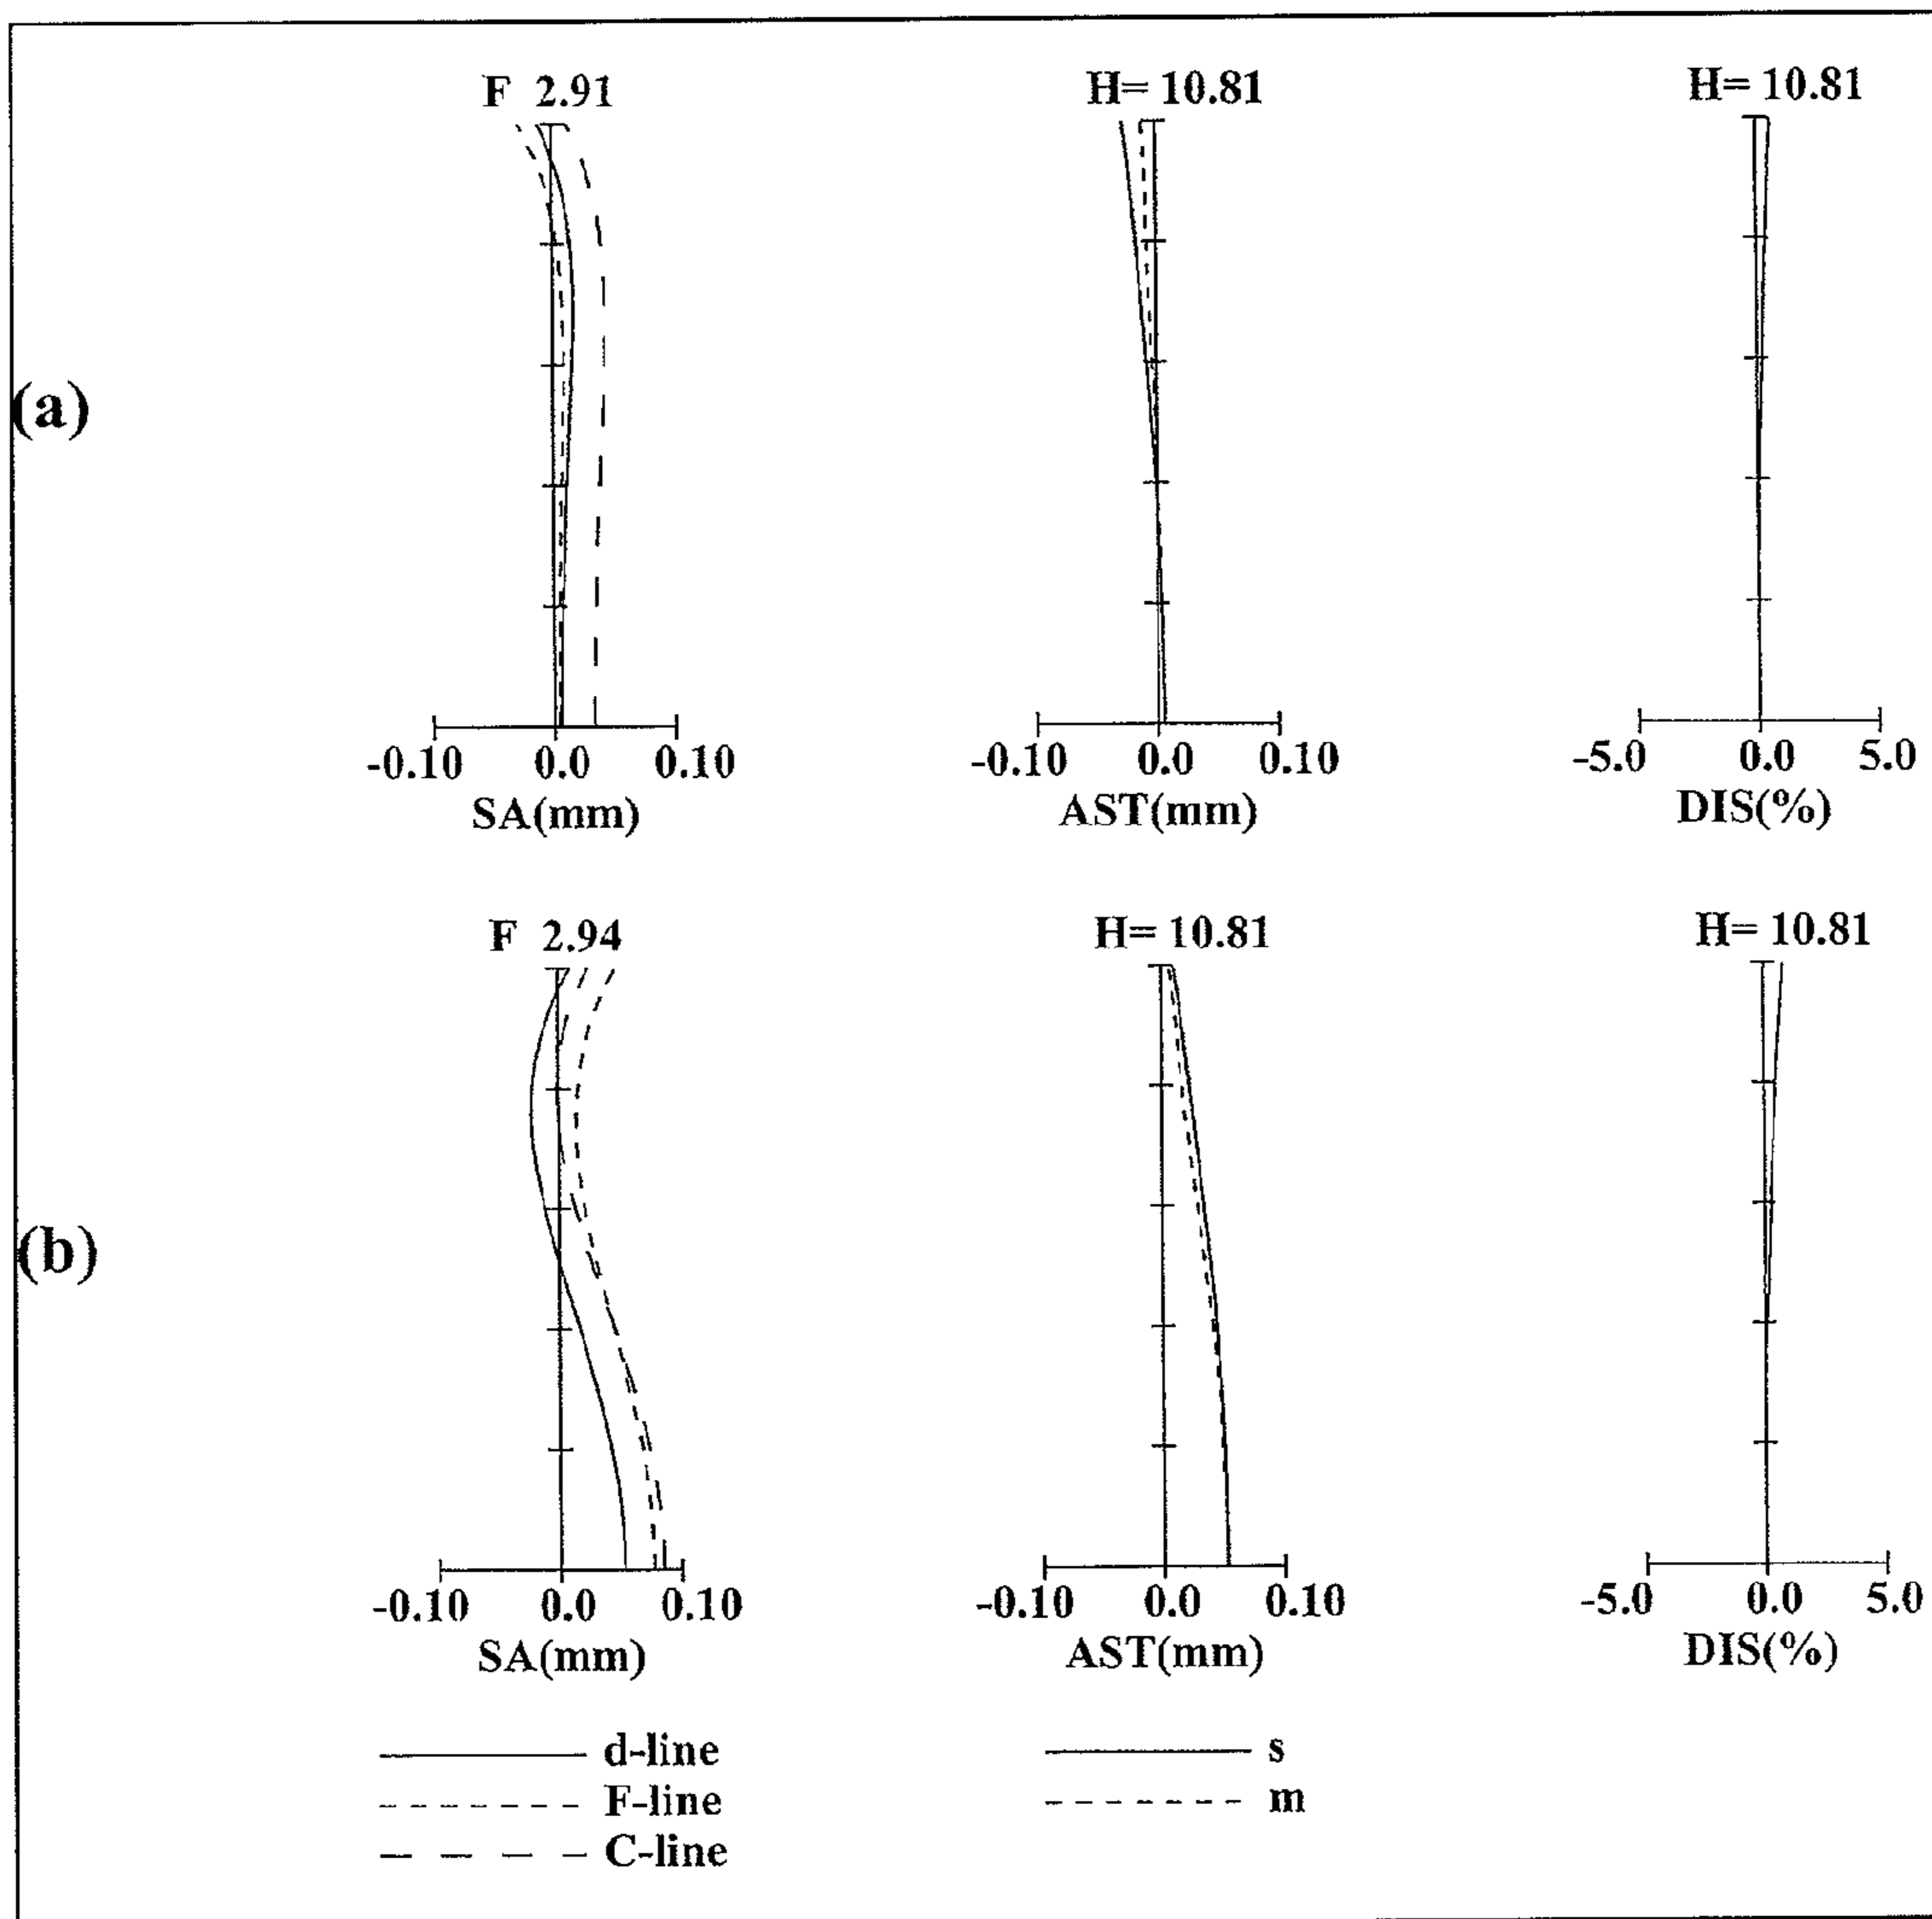 F 2.91
H= 10.81
H= 10.81
(a)
-0.10 0.0 0.10
SA(mm)
-0.10 0.0 0.10
AST(mm)
-5.0 0.0 5.0
DIS(%)
F 2.94
H= 10.81
H= 10.81
(b)
-0.10 0.0 0.10
SA(mm)
-0.10 0.0 0.10
AST(mm)
-5.0 0.0 5.0
DIS(%)
d-line
F-line
C-line
s
m